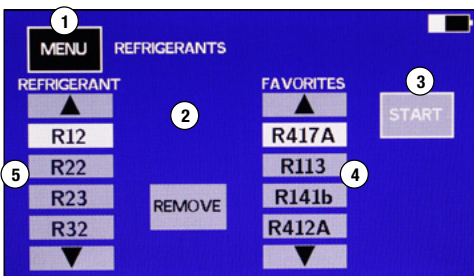 1
MENU REFRIGERANTS
REFRIGERANT
FAVORITES
3
START
2
R12
R22
R23
R32
5
REMOVE
R417A
R113
R141b
R412A
4